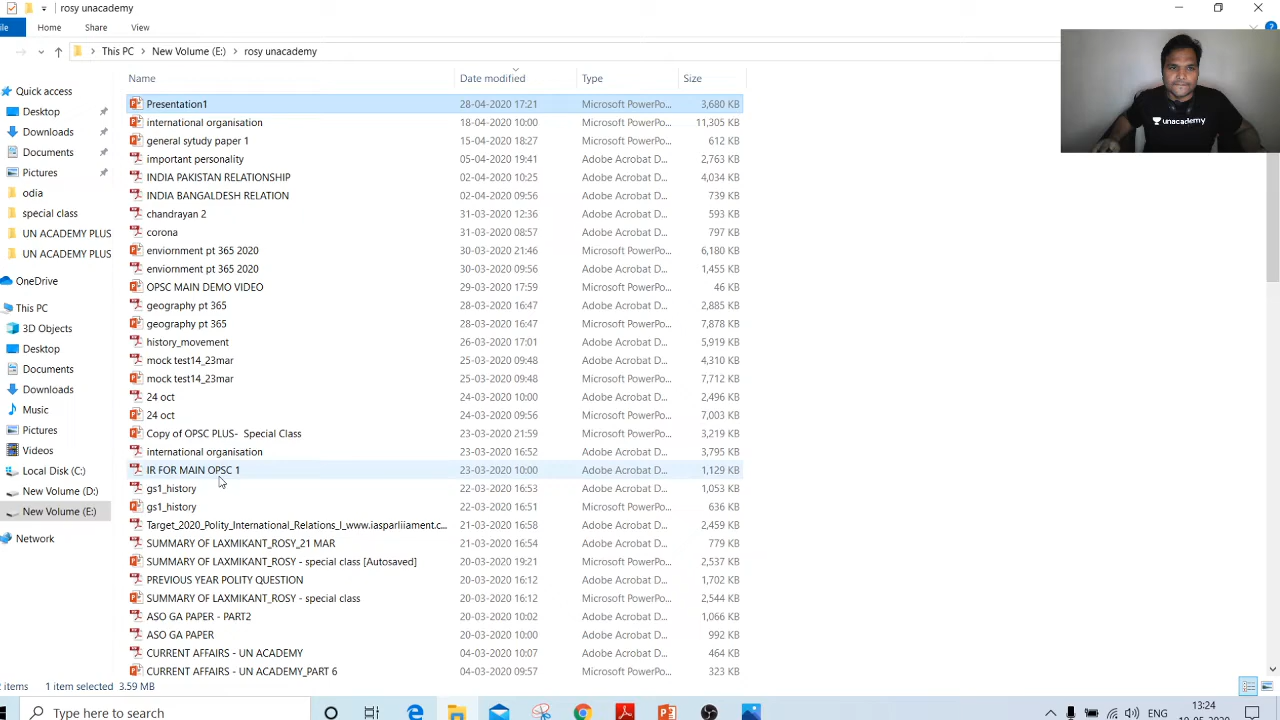 rosy unacademy
Home Share View
This PC New Volume (E:) rosy unacademy
Name Date modified Type Size
Quick access
Desktop
Downloads
Documents
Pictures
odia
special class
UN ACADEMY PLUS
UN ACADEMY PLUS
OneDrive
This PC
3D Objects
Desktop
Documents
Downloads
Music
Pictures
Videos
Local Disk (C:)
New Volume (D:)
New Volume (E:)
Network
Presentation1 28-04-2020 17:21 Microsoft PowerPo... 3,680 KB
international organisation 18-04-2020 10:00 Microsoft PowerPo... 11,305 KB
general sytudy paper 1 15-04-2020 18:27 Microsoft PowerPo... 612 KB
important personality 05-04-2020 19:41 Adobe Acrobat D... 2,763 KB
INDIA PAKISTAN RELATIONSHIP 02-04-2020 10:25 Adobe Acrobat D... 4,034 KB
INDIA BANGALDESH RELATION 02-04-2020 09:56 Adobe Acrobat D... 739 KB
chandrayan 2 31-03-2020 12:36 Adobe Acrobat D... 593 KB
corona 31-03-2020 08:57 Adobe Acrobat D... 797 KB
enviornment pt 365 2020 30-03-2020 21:46 Microsoft PowerPo... 6,180 KB
enviornment pt 365 2020 30-03-2020 09:56 Adobe Acrobat D... 1,455 KB
OPSC MAIN DEMO VIDEO 29-03-2020 17:59 Microsoft PowerPo... 46 KB
geography pt 365 28-03-2020 16:47 Adobe Acrobat D... 2,885 KB
geography pt 365 28-03-2020 16:47 Microsoft PowerPo... 7,878 KB
history_movement 26-03-2020 17:01 Adobe Acrobat D... 5,919 KB
mock test14_23mar 25-03-2020 09:48 Adobe Acrobat D... 4,310 KB
mock test14_23mar 25-03-2020 09:48 Microsoft PowerPo... 7,712 KB
24 oct 24-03-2020 10:00 Adobe Acrobat D... 2,496 KB
24 oct 24-03-2020 09:56 Microsoft PowerPo... 7,003 KB
Copy of OPSC PLUS- Special Class 23-03-2020 21:59 Microsoft PowerPo... 3,219 KB
international organisation 23-03-2020 16:52 Adobe Acrobat D... 3,795 KB
IR FOR MAIN OPSC 1 23-03-2020 10:00 Adobe Acrobat D... 1,129 KB
gs1_history 22-03-2020 16:53 Adobe Acrobat D... 1,053 KB
gs1_history 22-03-2020 16:51 Microsoft PowerPo... 636 KB
Target_2020_Polity_International_Relations_I_www.iasparliiament.c... 21-03-2020 16:58 Adobe Acrobat D... 2,459 KB
SUMMARY OF LAXMIKANT_ROSY_21 MAR 21-03-2020 16:54 Adobe Acrobat D... 779 KB
SUMMARY OF LAXMIKANT_ROSY - special class [Autosaved] 20-03-2020 19:21 Microsoft PowerPo... 2,537 KB
PREVIOUS YEAR POLITY QUESTION 20-03-2020 16:12 Adobe Acrobat D... 1,702 KB
SUMMARY OF LAXMIKANT_ROSY - special class 20-03-2020 16:12 Microsoft PowerPo... 2,544 KB
ASO GA PAPER - PART2 20-03-2020 10:02 Adobe Acrobat D... 1,066 KB
ASO GA PAPER 20-03-2020 10:00 Adobe Acrobat D... 992 KB
CURRENT AFFAIRS - UN ACADEMY 04-03-2020 10:07 Adobe Acrobat D... 464 KB
CURRENT AFFAIRS - UN ACADEMY_PART 6 04-03-2020 09:57 Microsoft PowerPo... 323 KB
unacademy
items 1 item selected 3.59 MB
Type here to search
ENG
13:24